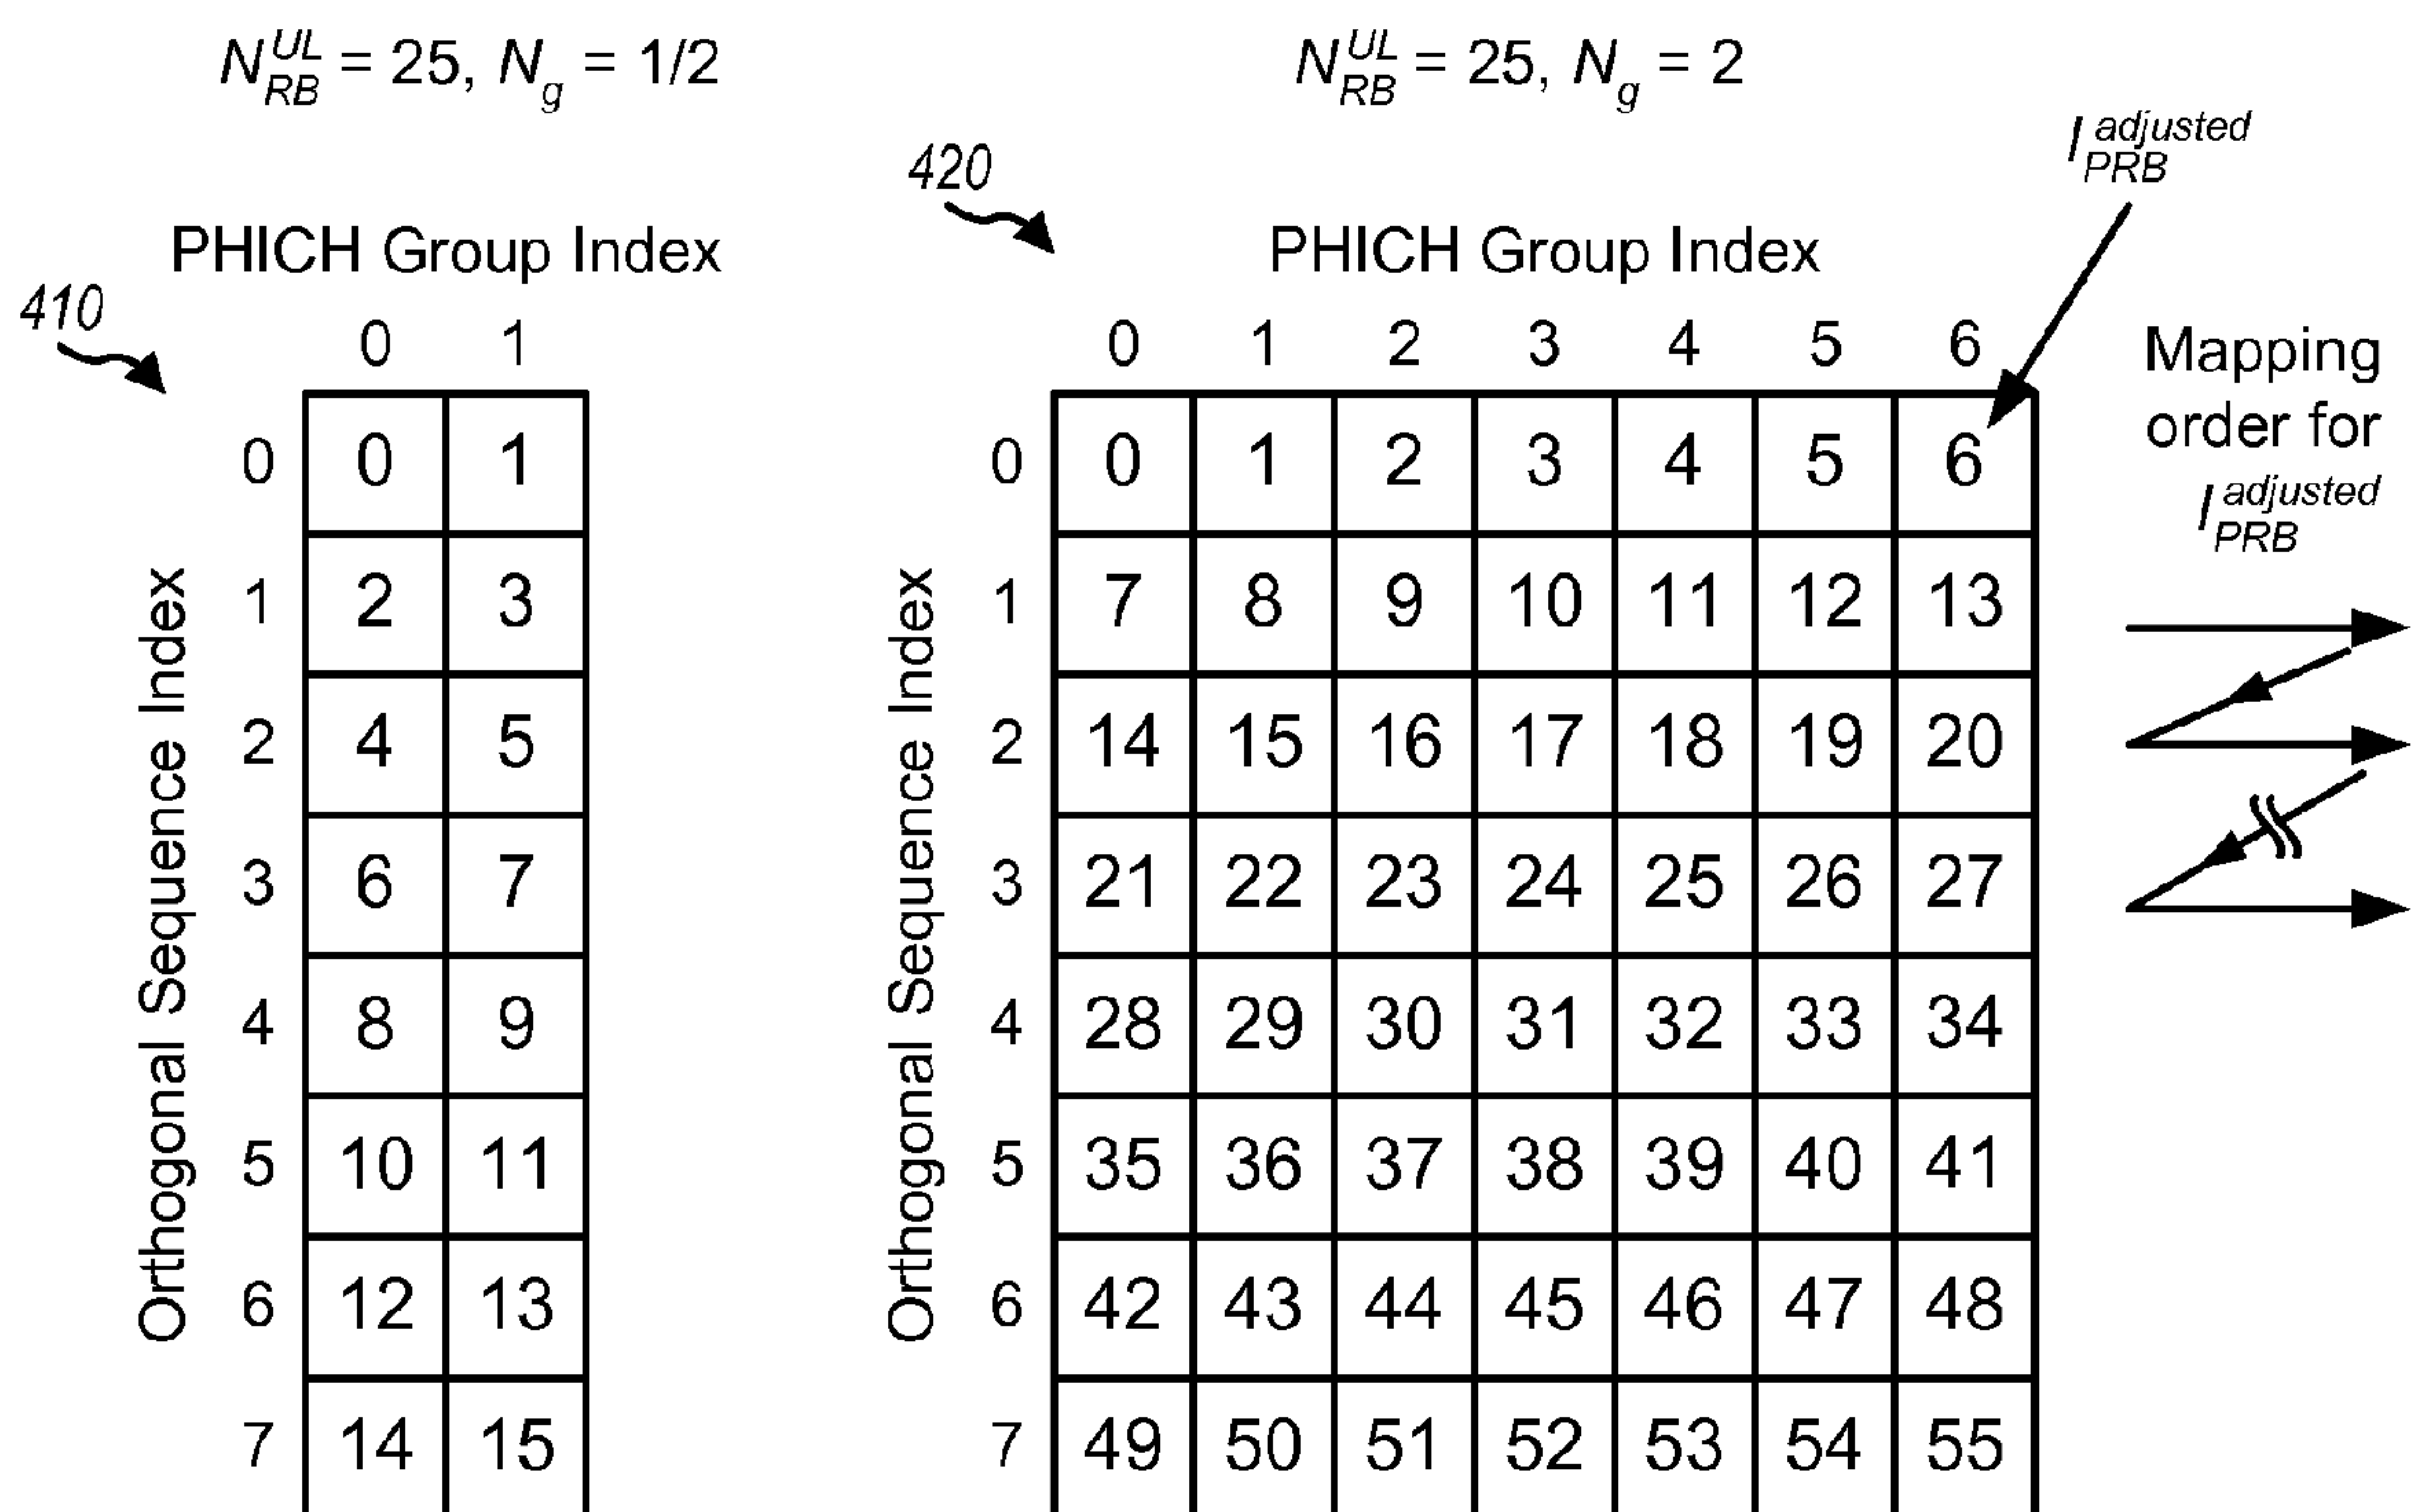 N_RB^UL = 25, N_g = 1/2
410
PHICH Group Index
0 1
Orthogonal Sequence Index
0 0 1
1 2 3
2 4 5
3 6 7
4 8 9
5 10 11
6 12 13
7 14 15
N_RB^UL = 25, N_g = 2
420
PHICH Group Index
I_PRB^adjusted
0 1 2 3 4 5 6
Orthogonal Sequence Index
0 0 1 2 3 4 5 6
1 7 8 9 10 11 12 13
2 14 15 16 17 18 19 20
3 21 22 23 24 25 26 27
4 28 29 30 31 32 33 34
5 35 36 37 38 39 40 41
6 42 43 44 45 46 47 48
7 49 50 51 52 53 54 55
Mapping
order for
I_PRB^adjusted